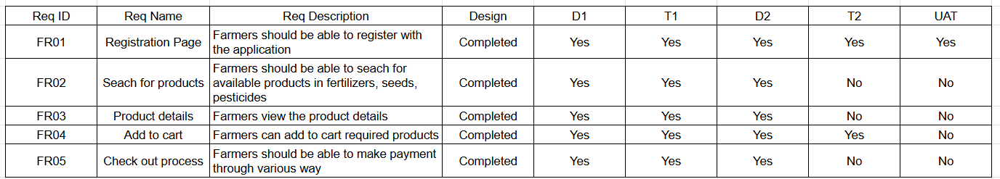 Req ID Req Name Req Description Design D1 T1 D2 T2 UAT
FR01 Registration Page Farmers should be able to register with
the application Completed Yes Yes Yes Yes Yes
FR02 Seach for products Farmers should be able to seach for
available products in fertilizers, seeds,
pesticides Completed Yes Yes Yes No No
FR03 Product details Farmers view the product details Completed Yes Yes Yes No No
FR04 Add to cart Farmers can add to cart required products Completed Yes Yes Yes Yes No
FR05 Check out process Farmers should be able to make payment
through various way Completed Yes Yes Yes No No